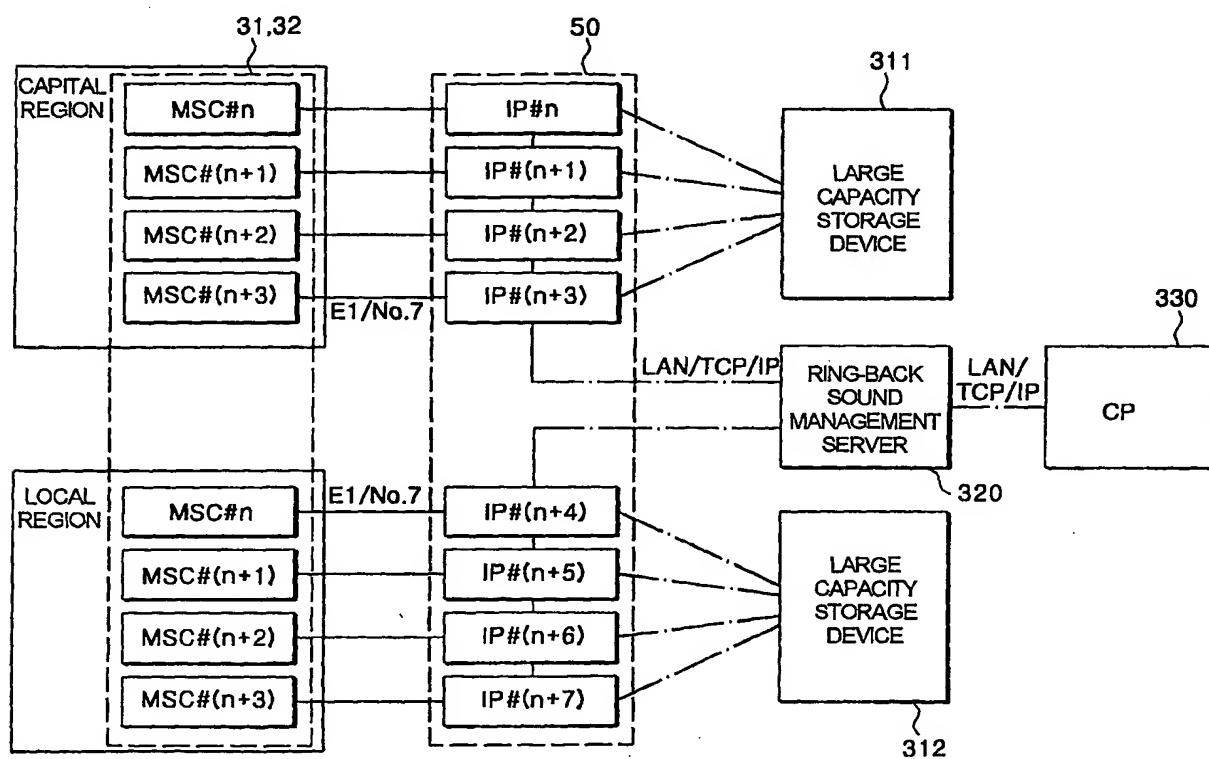 31,32
50
311
CAPITAL
REGION
MSC#n
IP#n
MSC#(n+1)
IP#(n+1)
MSC#(n+2)
IP#(n+2)
MSC#(n+3)
IP#(n+3)
E1/No.7
LARGE
CAPACITY
STORAGE
DEVICE
330
LAN/TCP/IP
RING-BACK
SOUND
MANAGEMENT
SERVER
LAN/
TCP/IP
CP
320
LOCAL
REGION
MSC#n
E1/No.7
IP#(n+4)
MSC#(n+1)
IP#(n+5)
MSC#(n+2)
IP#(n+6)
MSC#(n+3)
IP#(n+7)
LARGE
CAPACITY
STORAGE
DEVICE
312